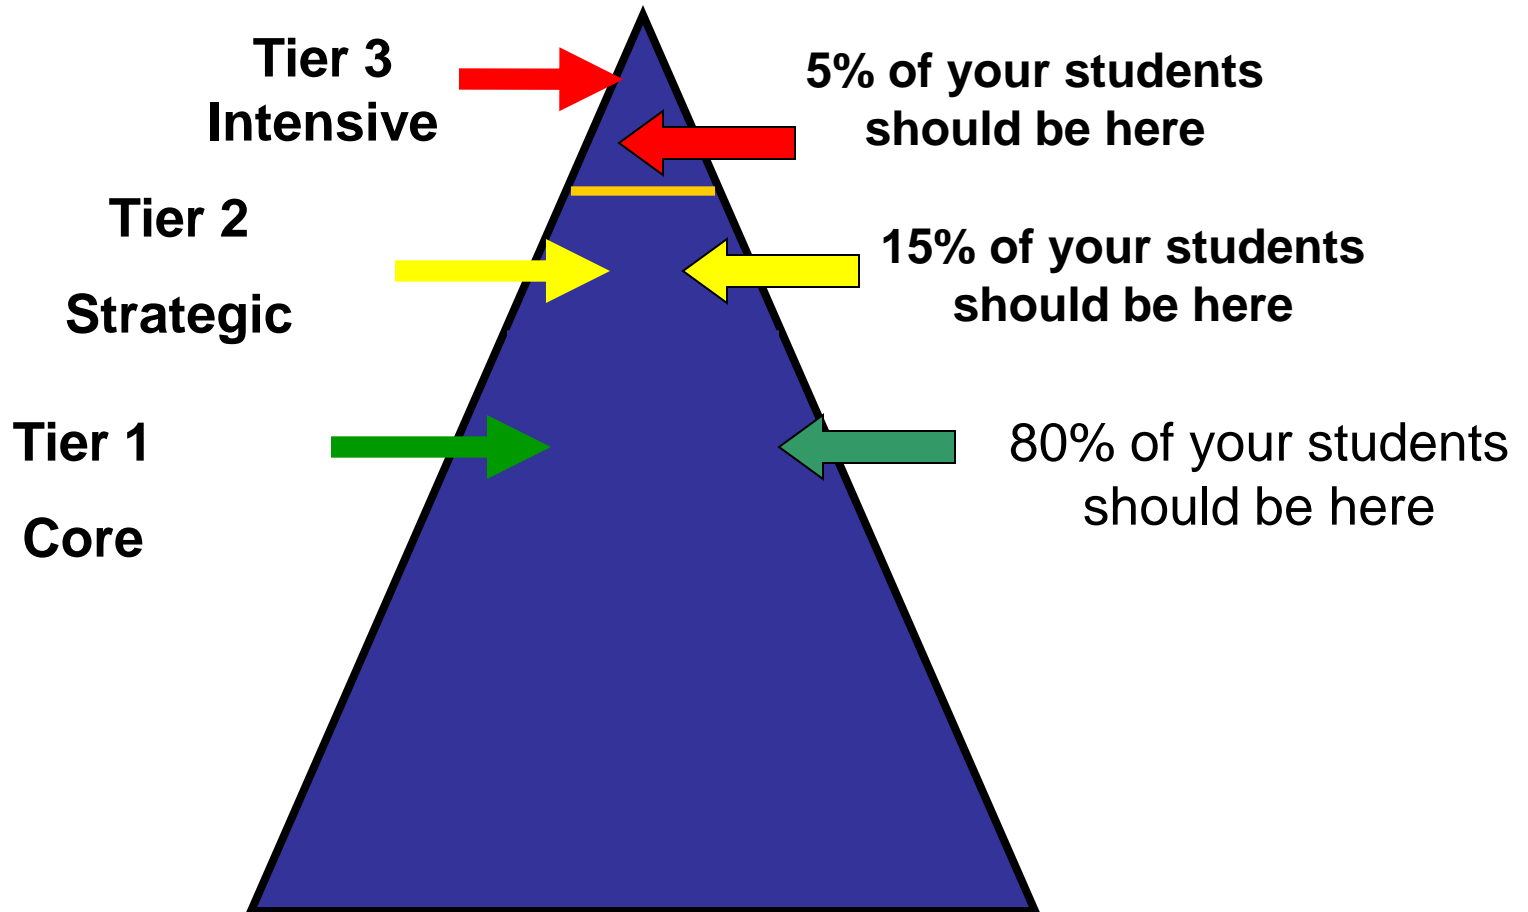 Tier 3
Intensive
5% of your students
should be here
Tier 2
Strategic
15% of your students
should be here
Tier 1
Core
80% of your students
should be here